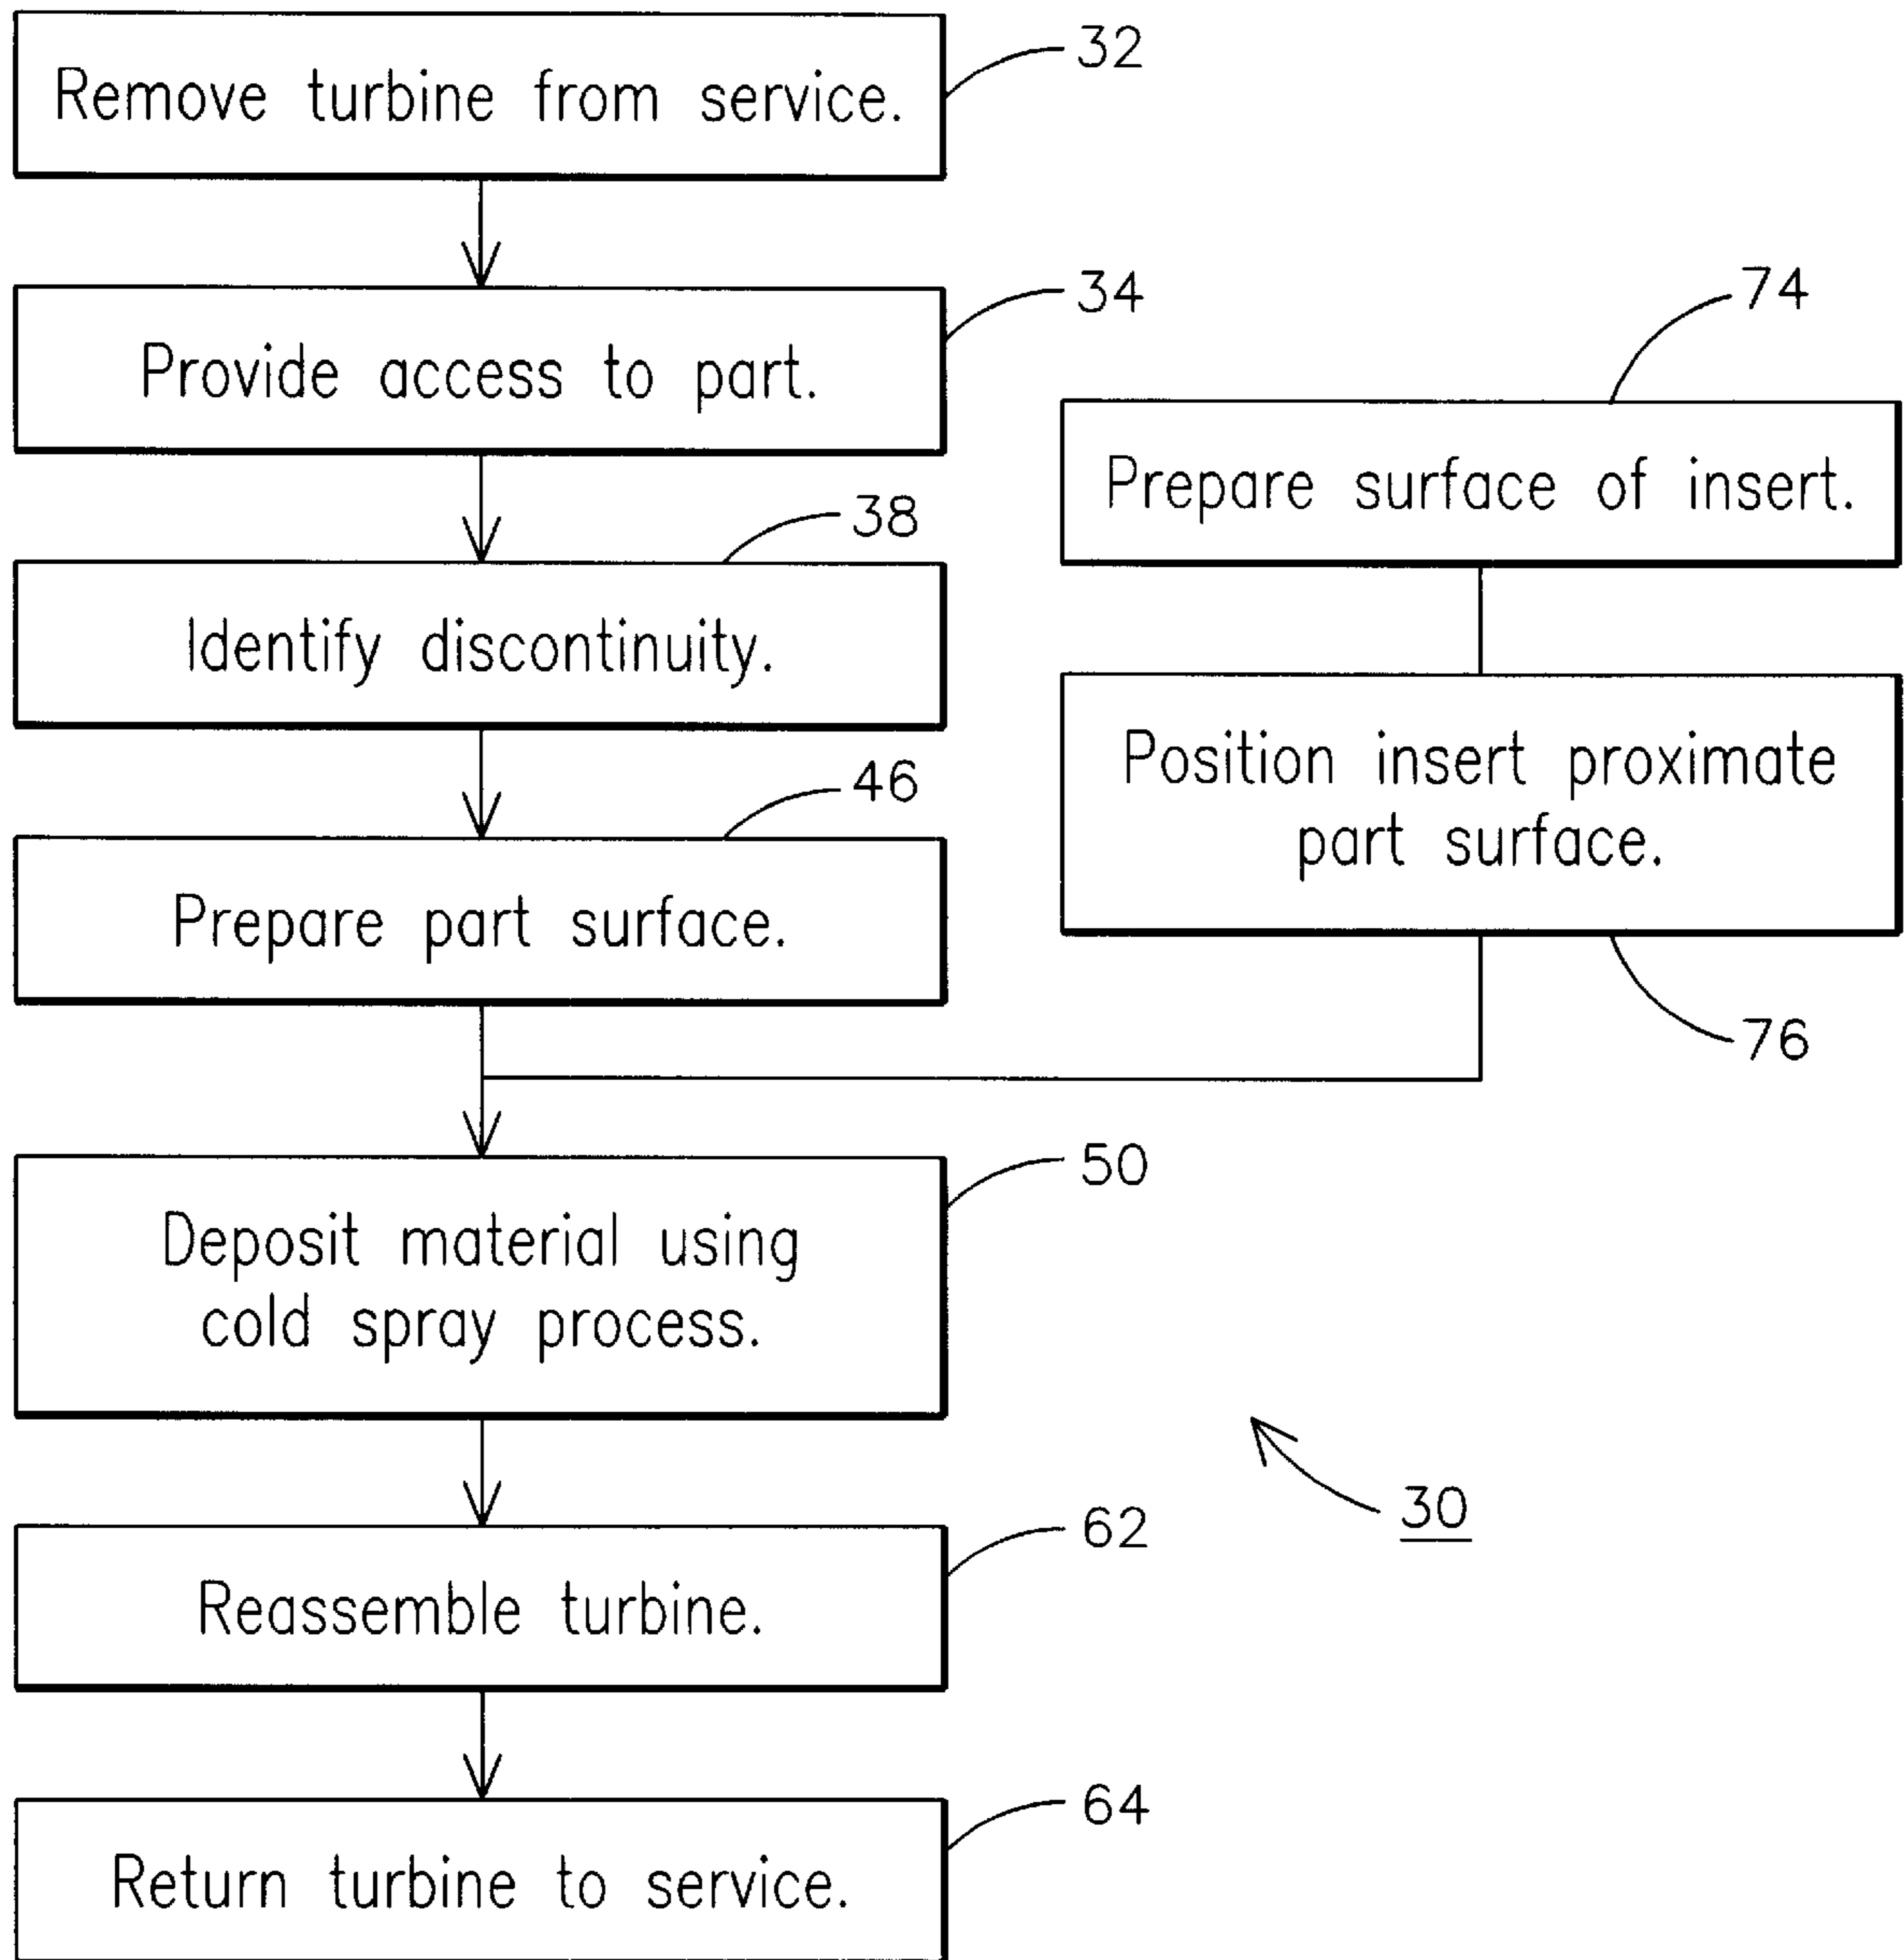 Remove turbine from service.
32
Provide access to part.
34
Identify discontinuity.
38
Prepare part surface.
46
Prepare surface of insert.
74
Position insert proximate
part surface.
76
Deposit material using
cold spray process.
50
Reassemble turbine.
62
Return turbine to service.
64
30